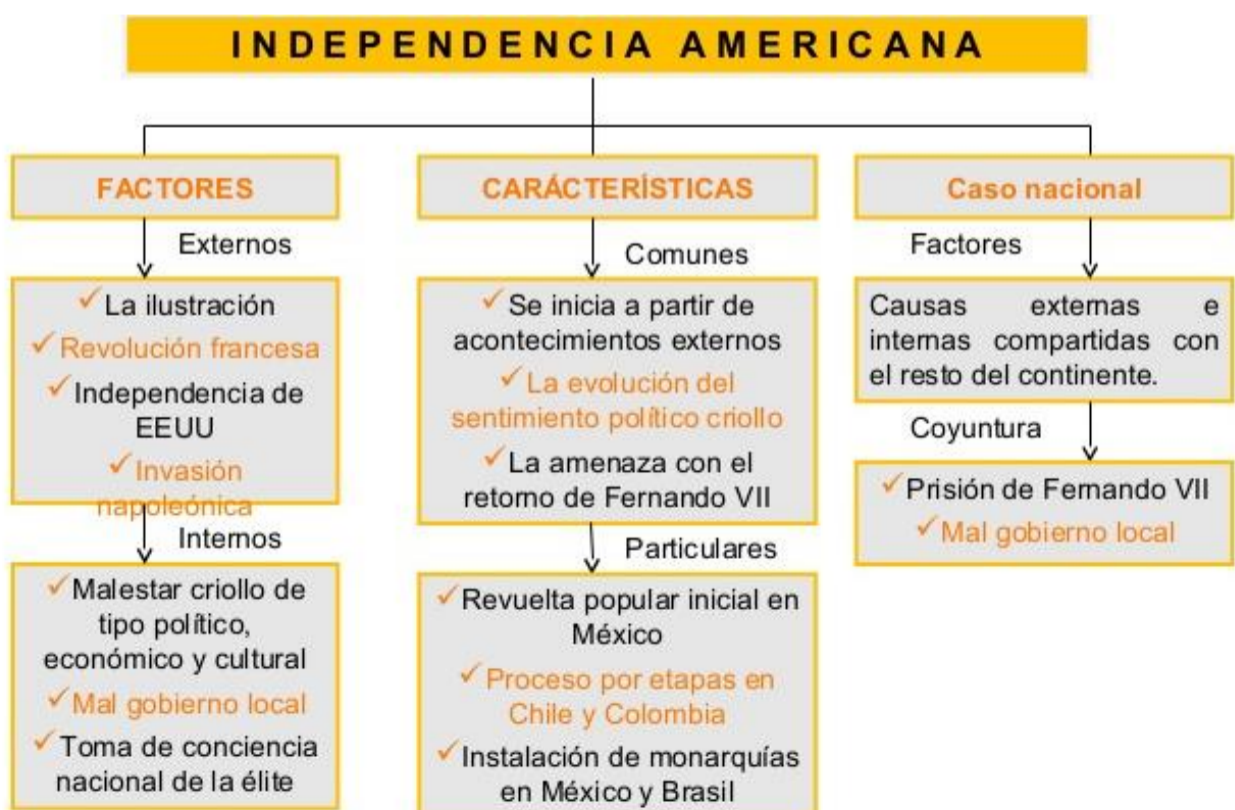 INDEPENDENCIA AMERICANA
FACTORES
Externos
La ilustración
Revolución francesa
Independencia de
EEUU
Invasión
napoleónica
Internos
Malestar criollo de
tipo político,
económico y cultural
Mal gobierno local
Toma de conciencia
nacional de la élite
CARÁCTERÍSTICAS
Comunes
Se inicia a partir de
acontecimientos externos
La evolución del
sentimiento político criollo
La amenaza con el
retorno de Fernando VII
Particulares
Revuelta popular inicial en
México
Proceso por etapas en
Chile y Colombia
Instalación de monarquías
en México y Brasil
Caso nacional
Factores
Causas externas e
internas compartidas con
el resto del continente.
Coyuntura
Prisión de Fernando VII
Mal gobierno local